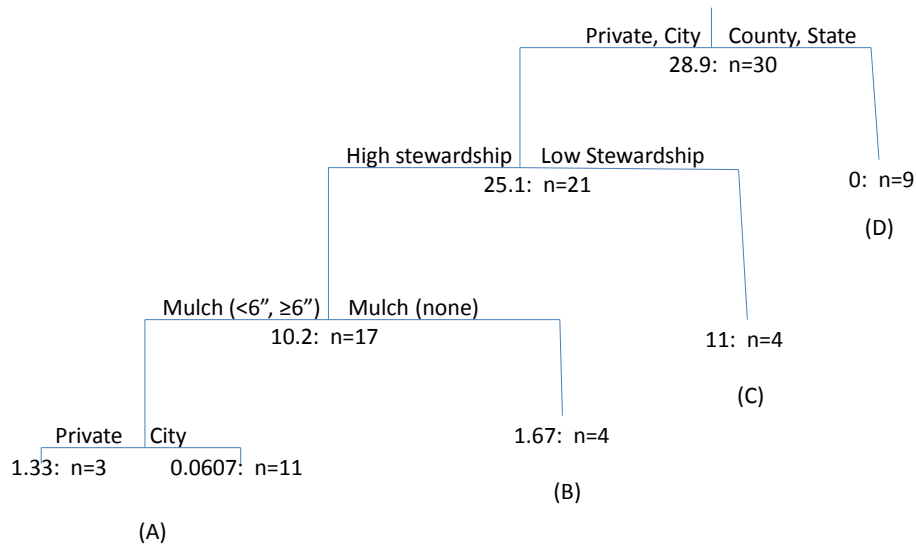 Private, City County, State
28.9: n=30
High stewardship Low Stewardship
25.1: n=21
0: n=9
(D)
Mulch (<6”, ≥6”) Mulch (none)
10.2: n=17
11: n=4
(C)
Private City
1.67: n=4
1.33: n=3 0.0607: n=11
(B)
(A)